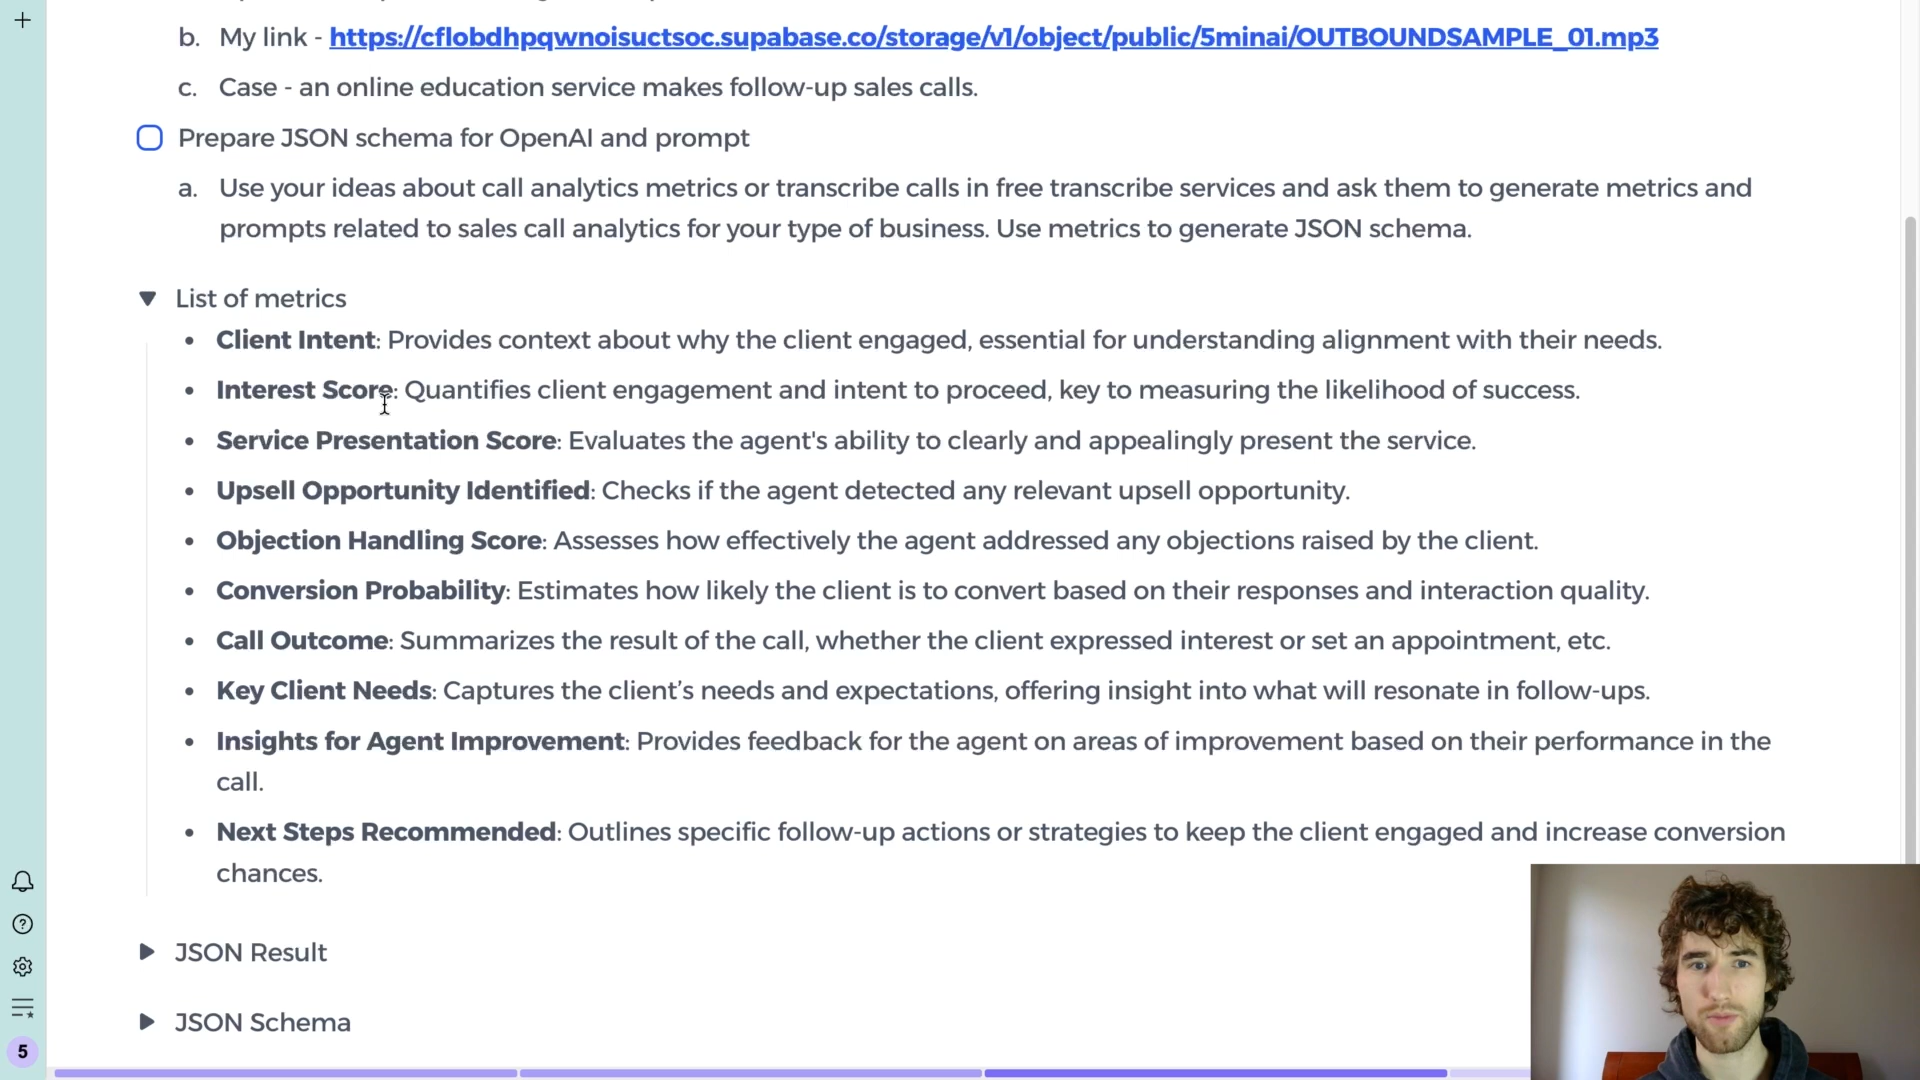 b. My link - https://cflobdhpqwnoisuctsoc.supabase.co/storage/v1/object/public/5minai/OUTBOUNDSAMPLE_01.mp3
c. Case - an online education service makes follow-up sales calls.
Prepare JSON schema for OpenAI and prompt
a. Use your ideas about call analytics metrics or transcribe calls in free transcribe services and ask them to generate metrics and
prompts related to sales call analytics for your type of business. Use metrics to generate JSON schema.
List of metrics
• Client Intent: Provides context about why the client engaged, essential for understanding alignment with their needs.
• Interest Score: Quantifies client engagement and intent to proceed, key to measuring the likelihood of success.
• Service Presentation Score: Evaluates the agent's ability to clearly and appealingly present the service.
• Upsell Opportunity Identified: Checks if the agent detected any relevant upsell opportunity.
• Objection Handling Score: Assesses how effectively the agent addressed any objections raised by the client.
• Conversion Probability: Estimates how likely the client is to convert based on their responses and interaction quality.
• Call Outcome: Summarizes the result of the call, whether the client expressed interest or set an appointment, etc.
• Key Client Needs: Captures the client’s needs and expectations, offering insight into what will resonate in follow-ups.
• Insights for Agent Improvement: Provides feedback for the agent on areas of improvement based on their performance in the
call.
• Next Steps Recommended: Outlines specific follow-up actions or strategies to keep the client engaged and increase conversion
chances.
JSON Result
JSON Schema
5